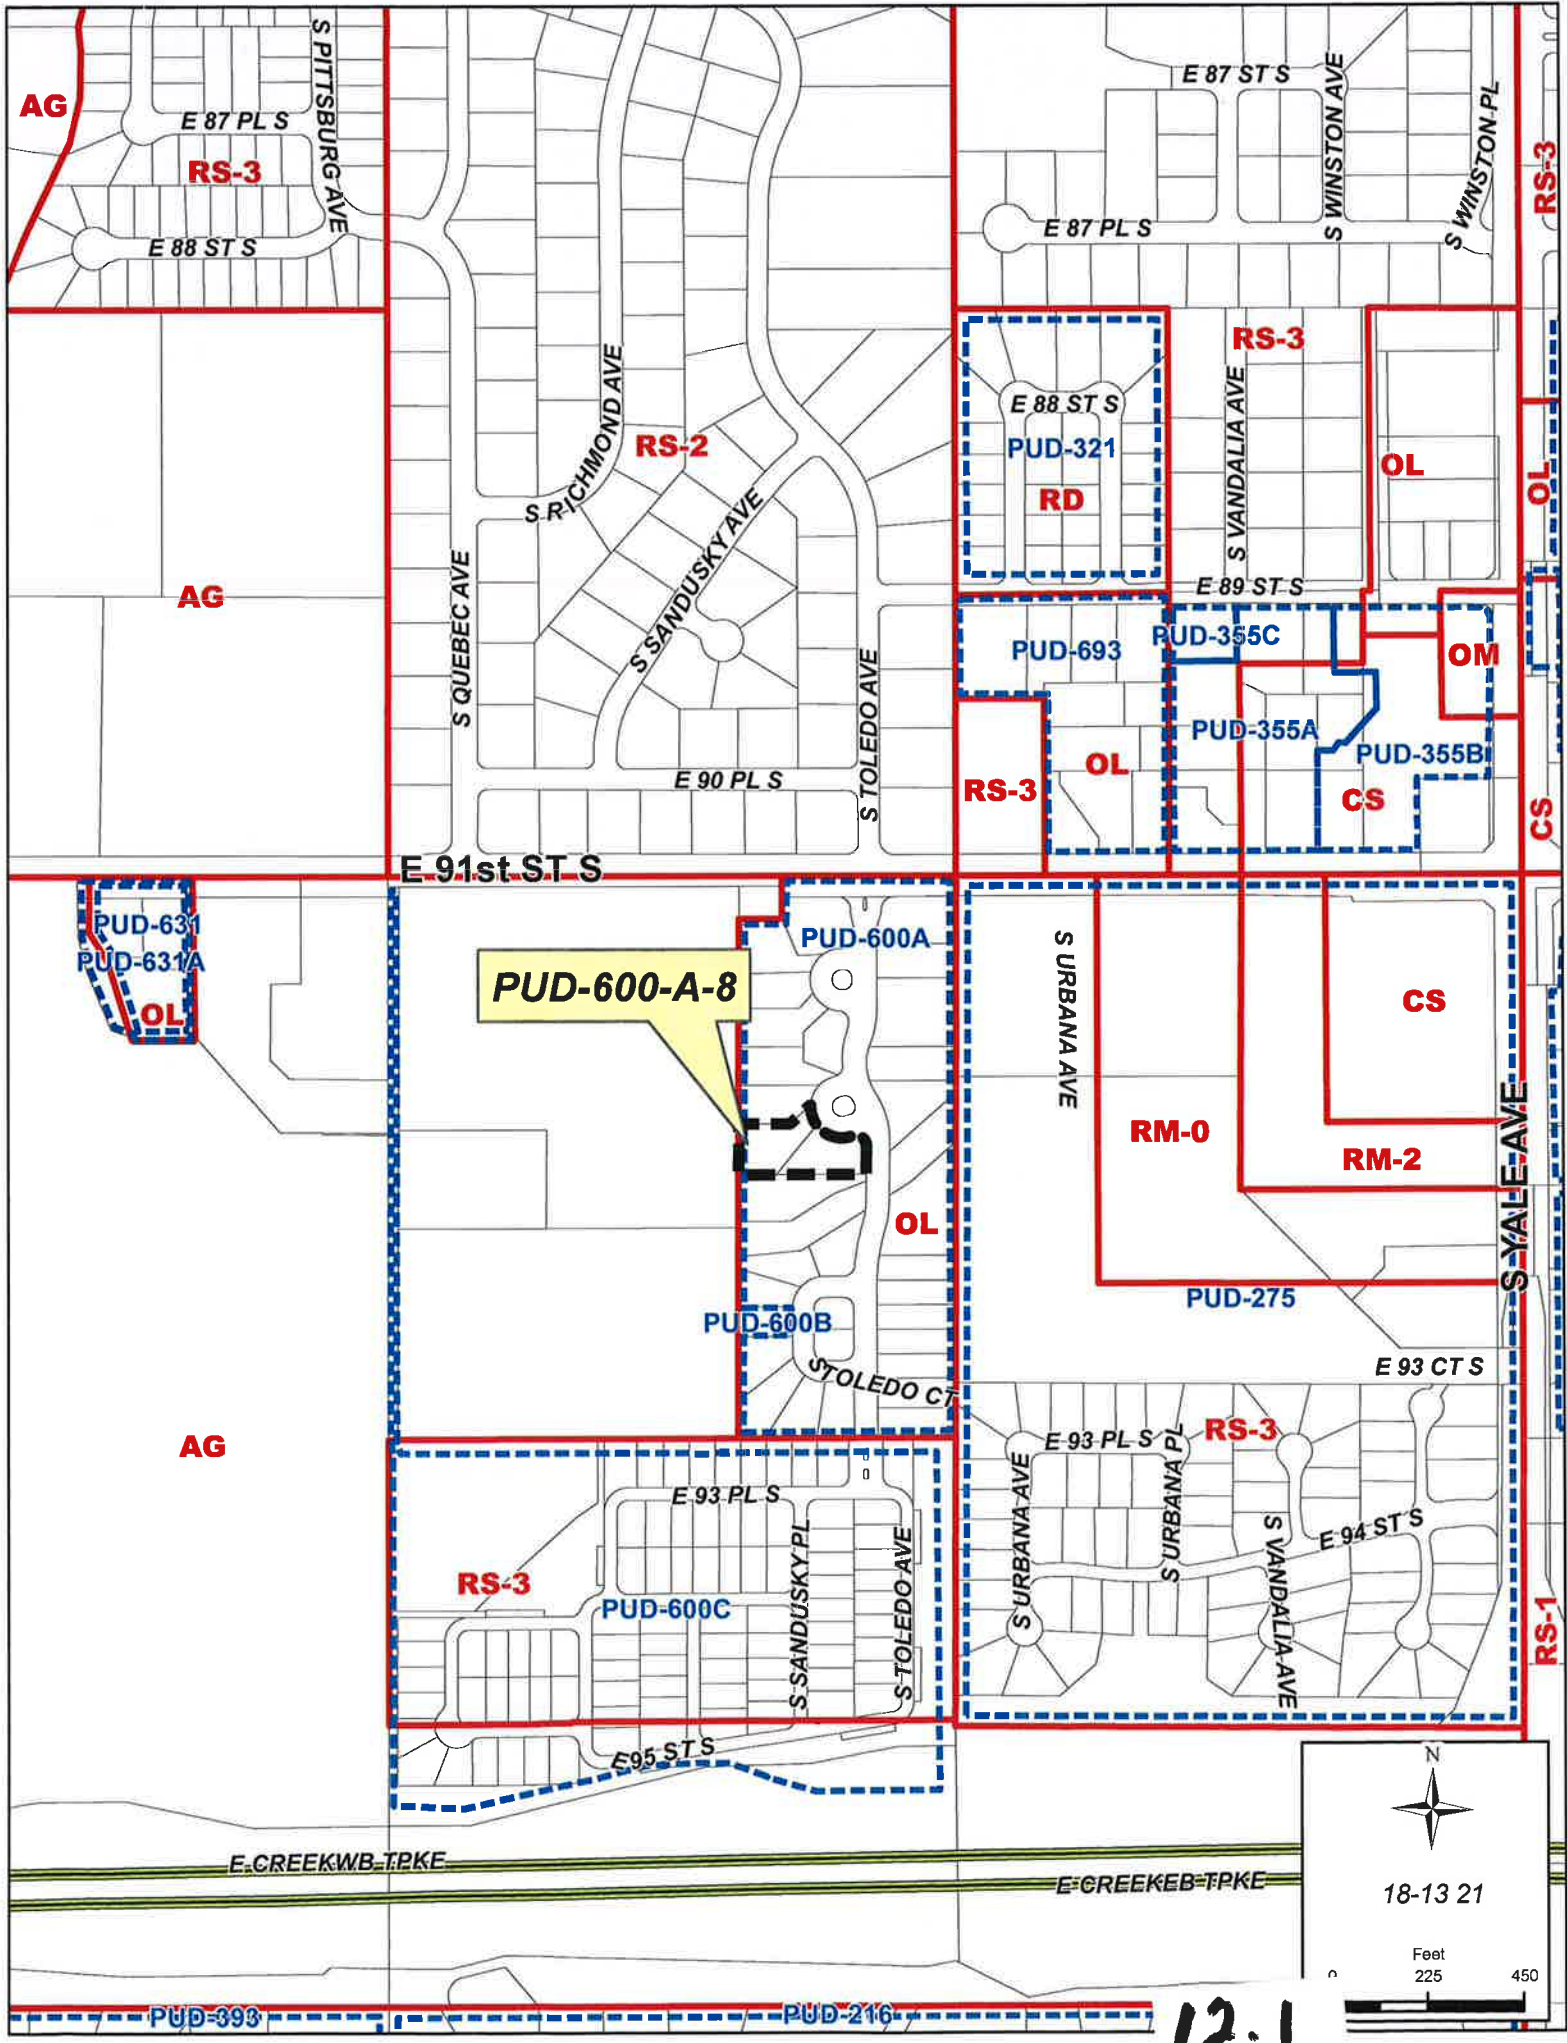 S PITTSBURG AVE
E 87 ST S
S WINSTON AVE
S WINSTON PL
AG
E 87 PL S
RS-3
RS-3
E 87 PL S
E 88 ST S
RS-3
S RICHMOND AVE
S VANDALIA AVE
E 88 ST S
RS-2
PUD-321
OL
OL
RD
S SANDUSKY AVE
S QUEBEC AVE
AG
E 89 ST S
PUD-355C
PUD-693
OM
S TOLEDO AVE
PUD-355A
PUD-355B
OL
E 90 PL S
RS-3
CS
CS
E 91st ST S
PUD-631
PUD-631A
OL
PUD-600A
PUD-600-A-8
S URBANA AVE
CS
RM-0
RM-2
S YALE AVE
OL
PUD-275
PUD-600B
S TOLEDO CT
E 93 CT S
AG
RS-3
E 93 PL S
S URBANA PL
S URBANA AVE
E 93 PL S
E 94 ST S
S VANDALIA AVE
S SANDUSKY PL
S TOLEDO AVE
RS-3
PUD-600C
RS-1
E 95 ST S
N
E CREEKWB TPKE
E CREEKEB TPKE
18-13 21
Feet
0 225 450
PUD-393
PUD-216
12.1